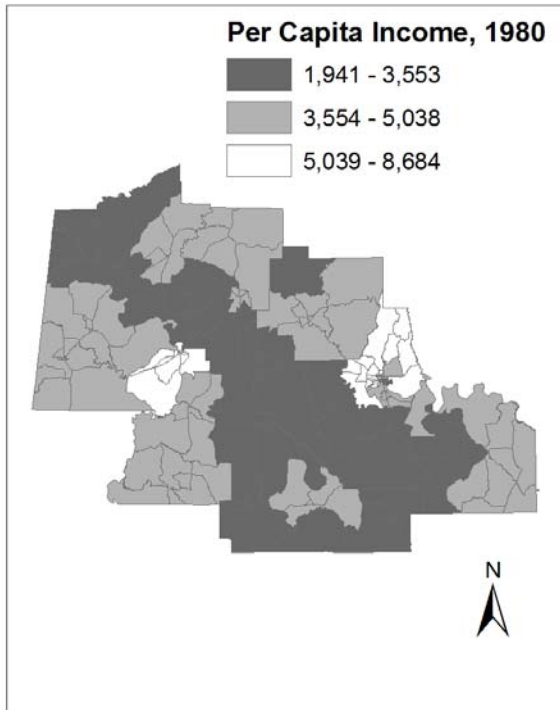 Per Capita Income, 1980
1,941 - 3,553
3,554 - 5,038
5,039 - 8,684
N